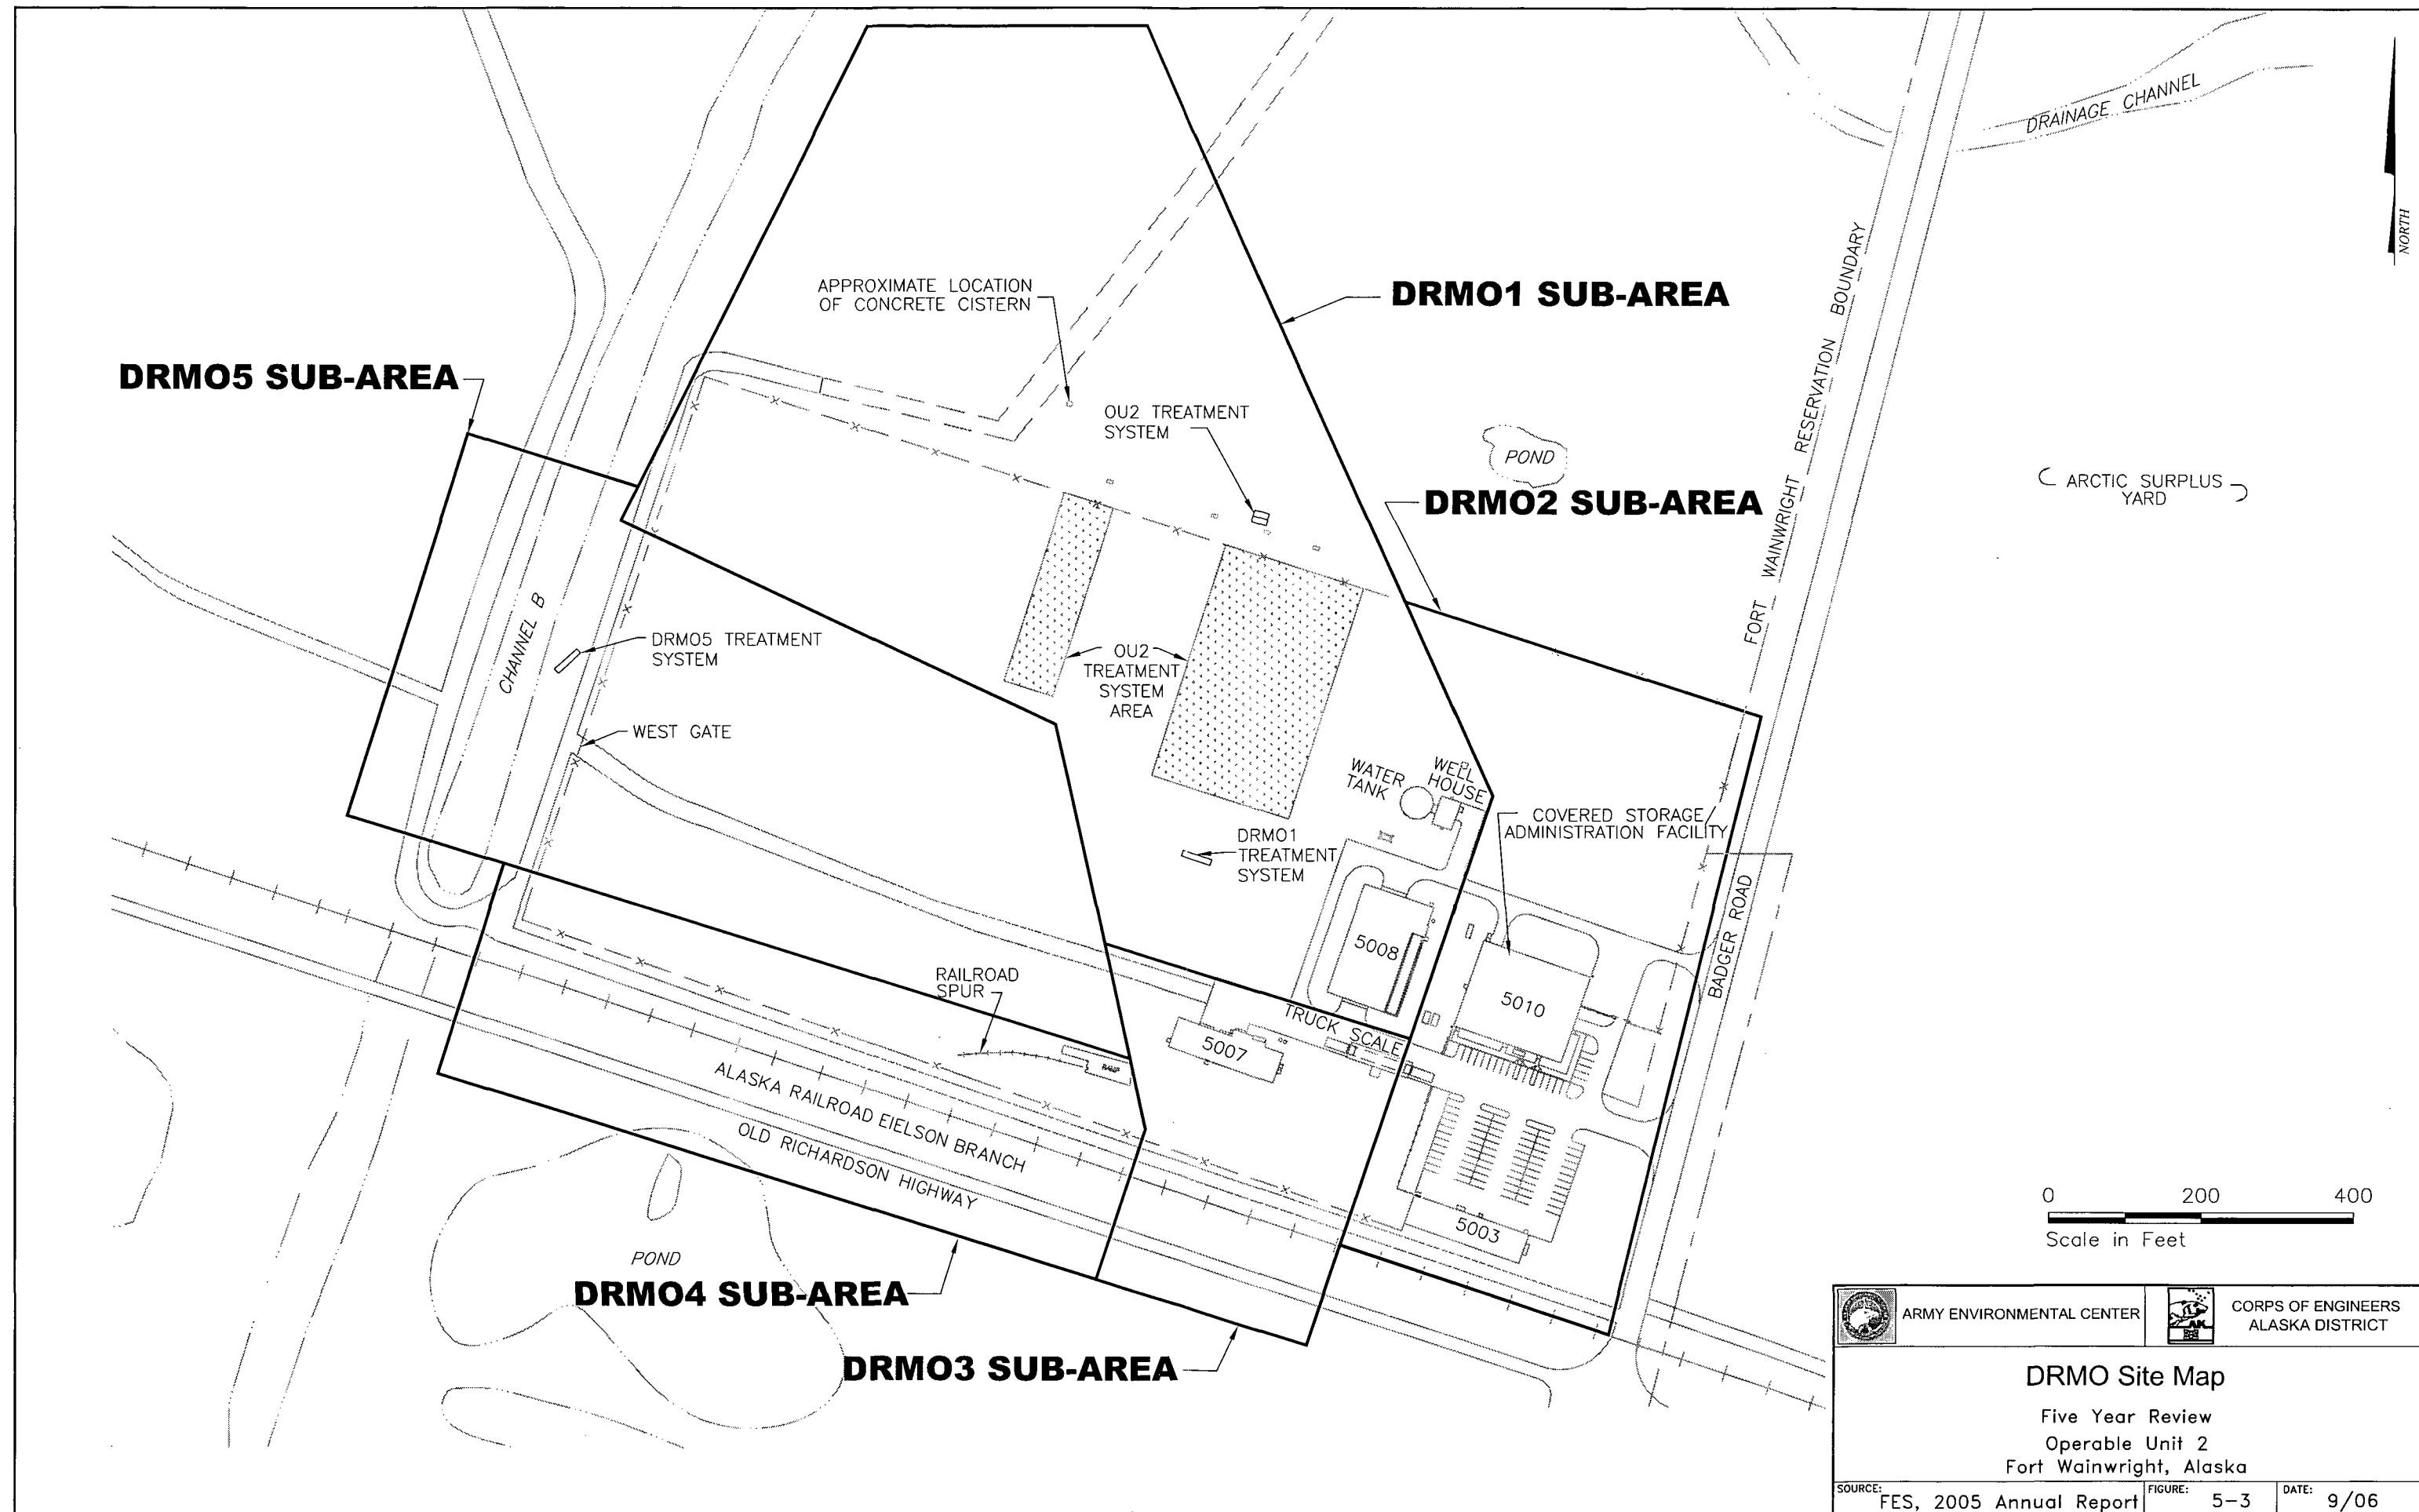 DRAINAGE CHANNEL
NORTH
APPROXIMATE LOCATION
OF CONCRETE CISTERN
DRMO1 SUB-AREA
FORT WAINWRIGHT RESERVATION BOUNDARY
DRMO5 SUB-AREA
OU2 TREATMENT
SYSTEM
POND
ARCTIC SURPLUS
YARD
DRMO2 SUB-AREA
CHANNEL B
DRMO5 TREATMENT
SYSTEM
OU2
TREATMENT
SYSTEM
AREA
WEST GATE
WATER
TANK
WELL
HOUSE
COVERED STORAGE
ADMINISTRATION FACILITY
DRMO1
TREATMENT
SYSTEM
BADGER ROAD
5008
RAILROAD
SPUR
5010
TRUCK SCALE
5007
RAMP
ALASKA RAILROAD EIELSON BRANCH
OLD RICHARDSON HIGHWAY
5003
0 200 400
Scale in Feet
POND
DRMO4 SUB-AREA
DRMO3 SUB-AREA
ARMY ENVIRONMENTAL CENTER
AK
CORPS OF ENGINEERS
ALASKA DISTRICT
DRMO Site Map
Five Year Review
Operable Unit 2
Fort Wainwright, Alaska
SOURCE: FES, 2005 Annual Report
FIGURE: 5-3
DATE: 9/06